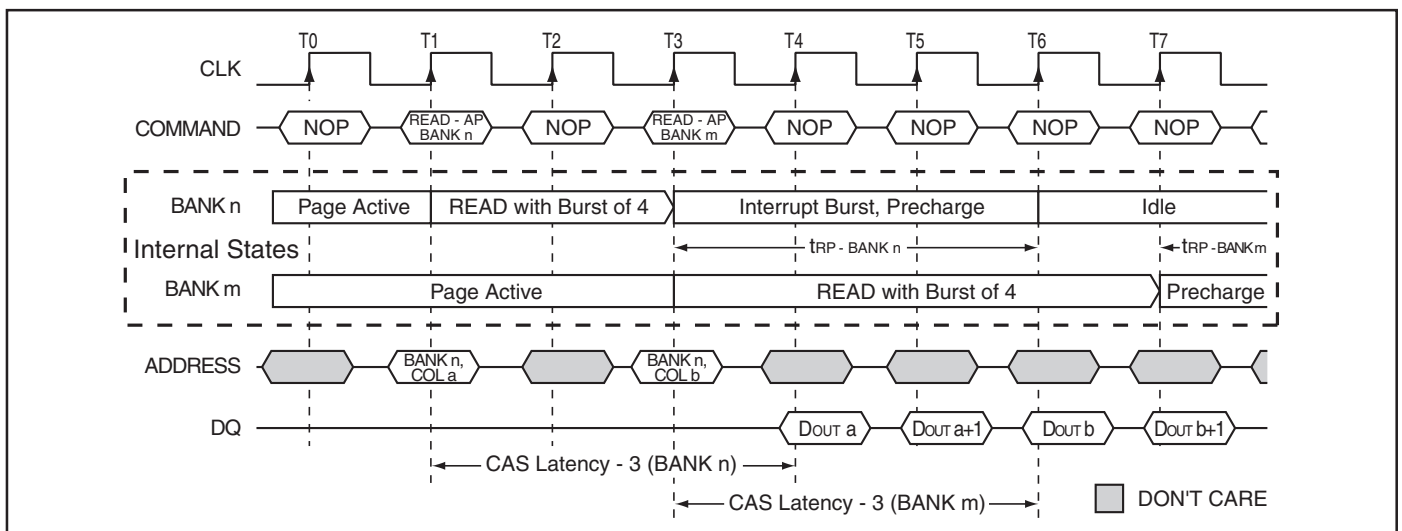 T0 T1 T2 T3 T4 T5 T6 T7
CLK
COMMAND NOP READ - AP BANK n NOP READ - AP BANK m NOP NOP NOP NOP
BANK n Page Active READ with Burst of 4 Interrupt Burst, Precharge Idle
Internal States tRP - BANK n tRP - BANK m
BANK m Page Active READ with Burst of 4 Precharge
ADDRESS BANK n, COL a BANK n, COL b
DQ DOUT a DOUT a+1 DOUT b DOUT b+1
CAS Latency - 3 (BANK n)
CAS Latency - 3 (BANK m) DON'T CARE